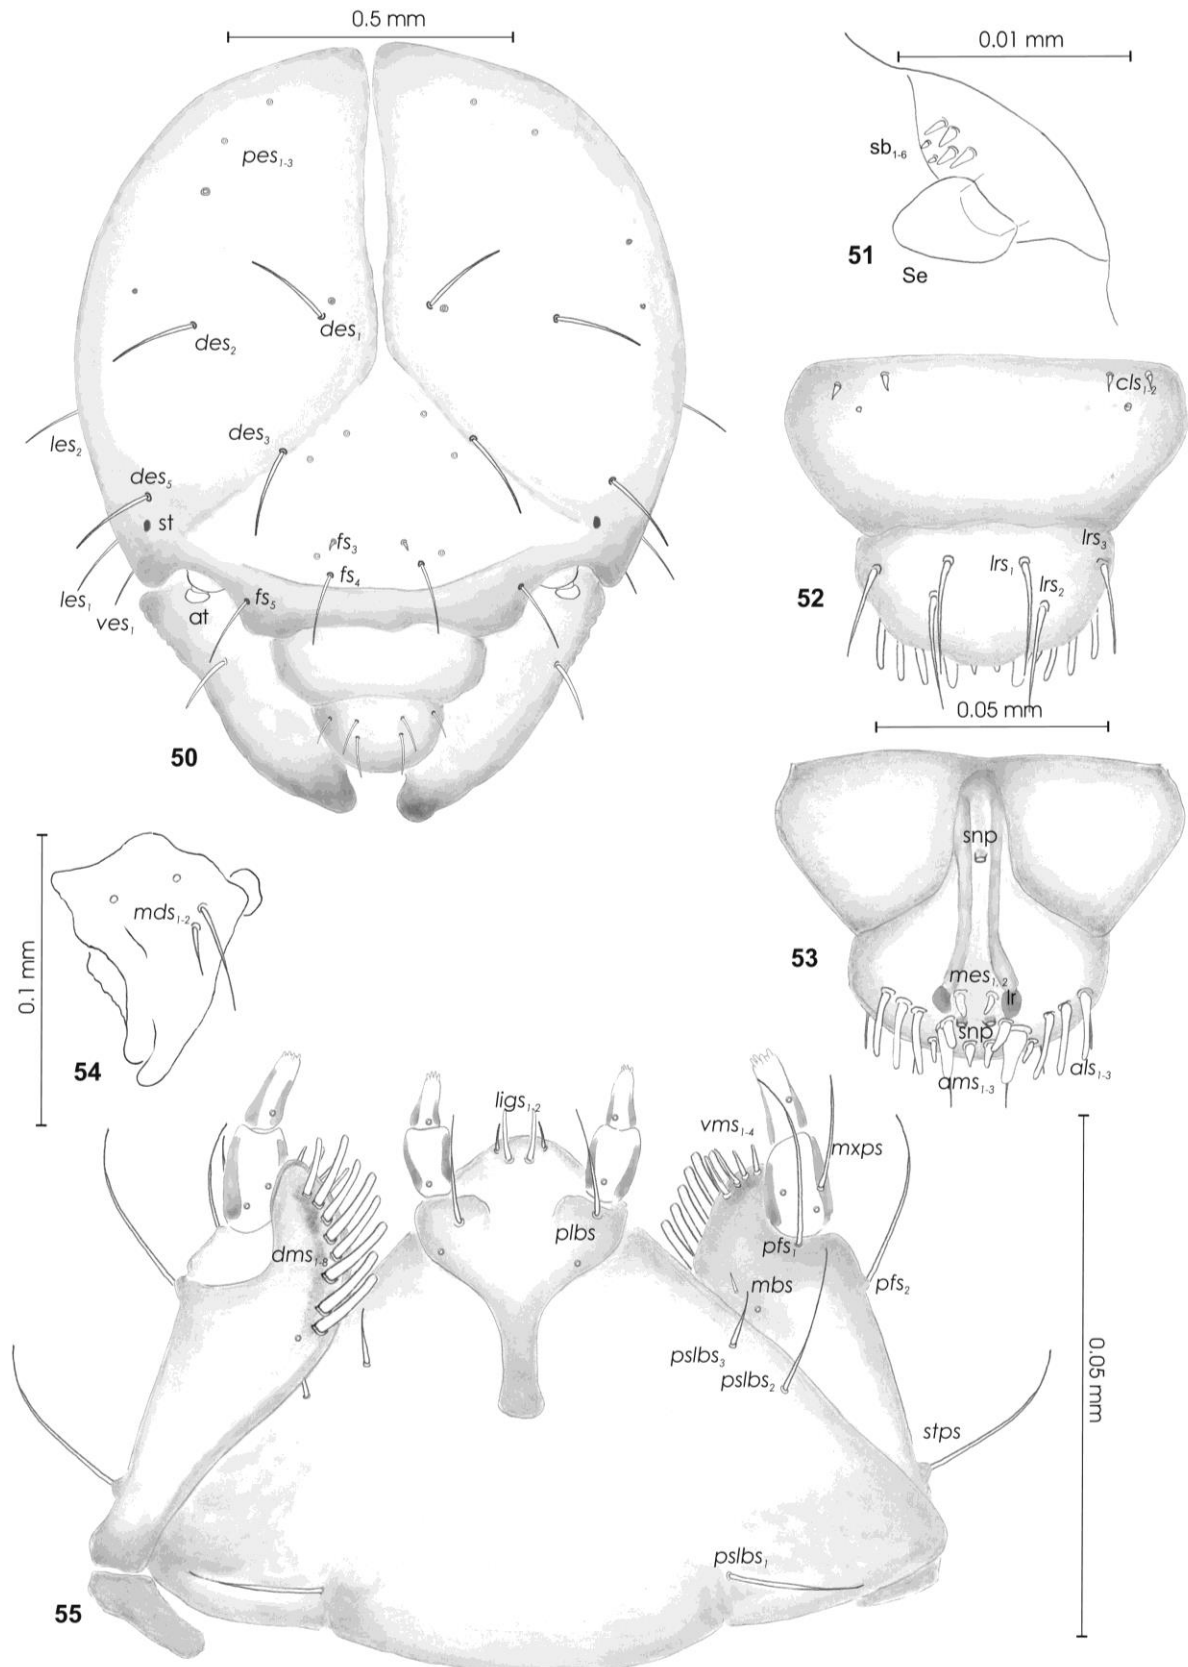 0.5 mm
pes₁₋₃
des₁
des₂
des₃
les₂
des₅
st
fs₃
fs₄
fs₅
les₁
ves₁
at
50
0.01 mm
sb₁₋₆
51
Se
cls₁₋₂
lrs₃
lrs₁
lrs₂
52
0.05 mm
snp
53
mes₁,₂
lr
snp
ams₁₋₃
als₁₋₃
0.1 mm
mds₁₋₂
54
ligs₁₋₂
vms₁₋₄
mxps
plbs
pfs₁
dms₁₋₈
mbs
pfs₂
pslbs₃
pslbs₂
stps
pslbs₁
0.05 mm
55